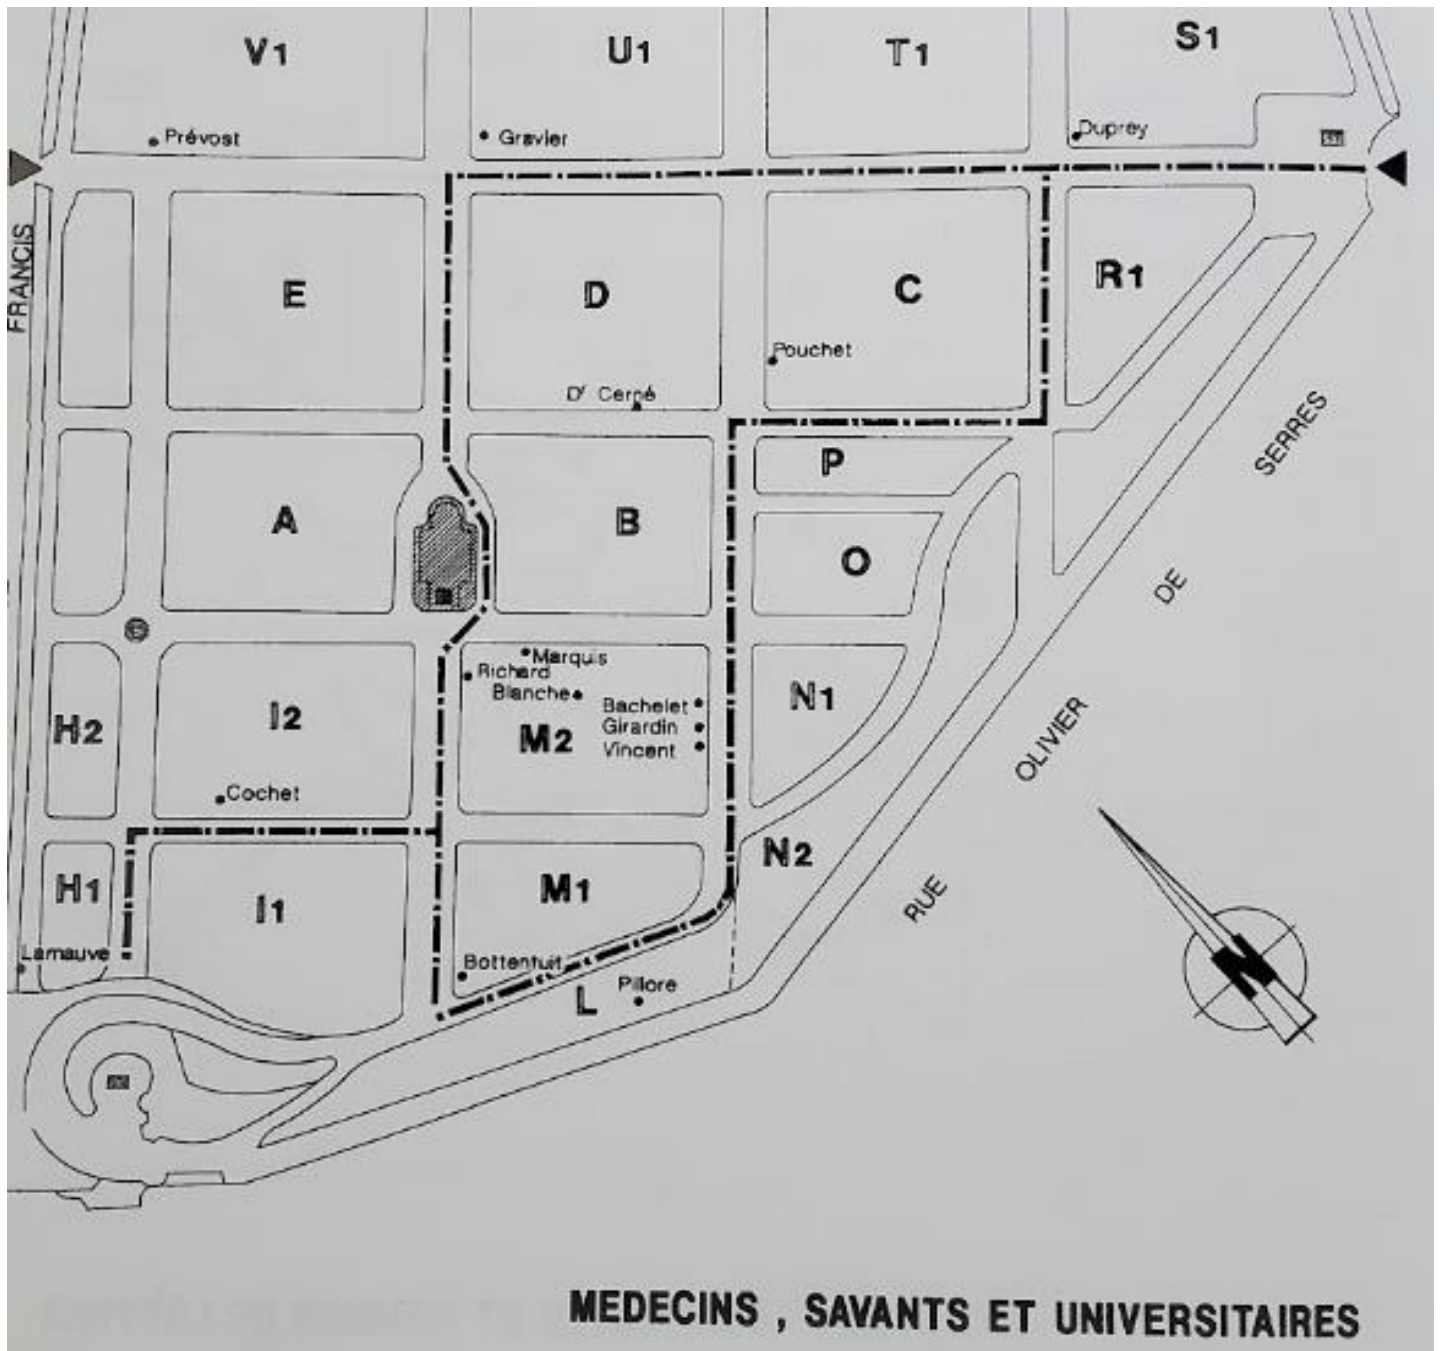 V1
U1
T1
S1
Prévost
Gravier
Duprey
FRANCIS
E
D
C
R1
Pouchet
Dr Cerné
SERRES
P
A
B
O
DE
Marquis
Richard
Blanche
Bachelet
Girardin
Vincent
H2
I2
M2
N1
OLIVIER
Cochet
H1
I1
M1
N2
RUE
Lamauve
Bottentuit
Pillore
L
N
MEDECINS , SAVANTS ET UNIVERSITAIRES